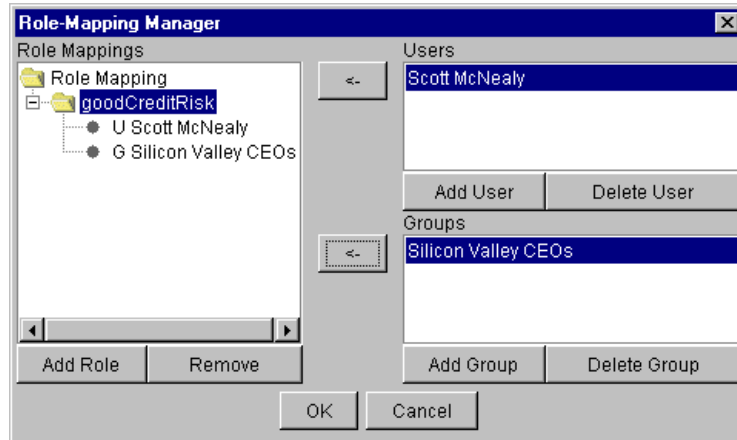 Role-Mapping Manager
Role Mappings
Role Mapping
goodCreditRisk
U Scott McNealy
G Silicon Valley CEOs
Add Role
Remove
<-
<-
Users
Scott McNealy
Add User
Delete User
Groups
Silicon Valley CEOs
Add Group
Delete Group
OK
Cancel